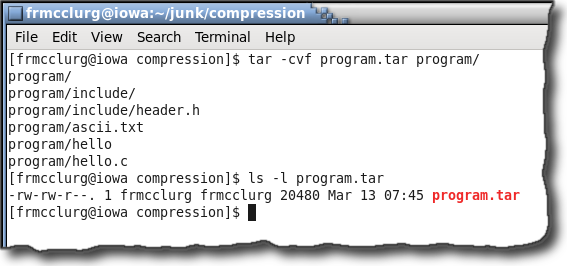 frmcclurg@iowa:~/junk/compression
File Edit View Search Terminal Help
[frmcclurg@iowa compression]$ tar -cvf program.tar program/
program/
program/include/
program/include/header.h
program/ascii.txt
program/hello
program/hello.c
[frmcclurg@iowa compression]$ ls -l program.tar
-rw-rw-r--. 1 frmcclurg frmcclurg 20480 Mar 13 07:45 program.tar
[frmcclurg@iowa compression]$